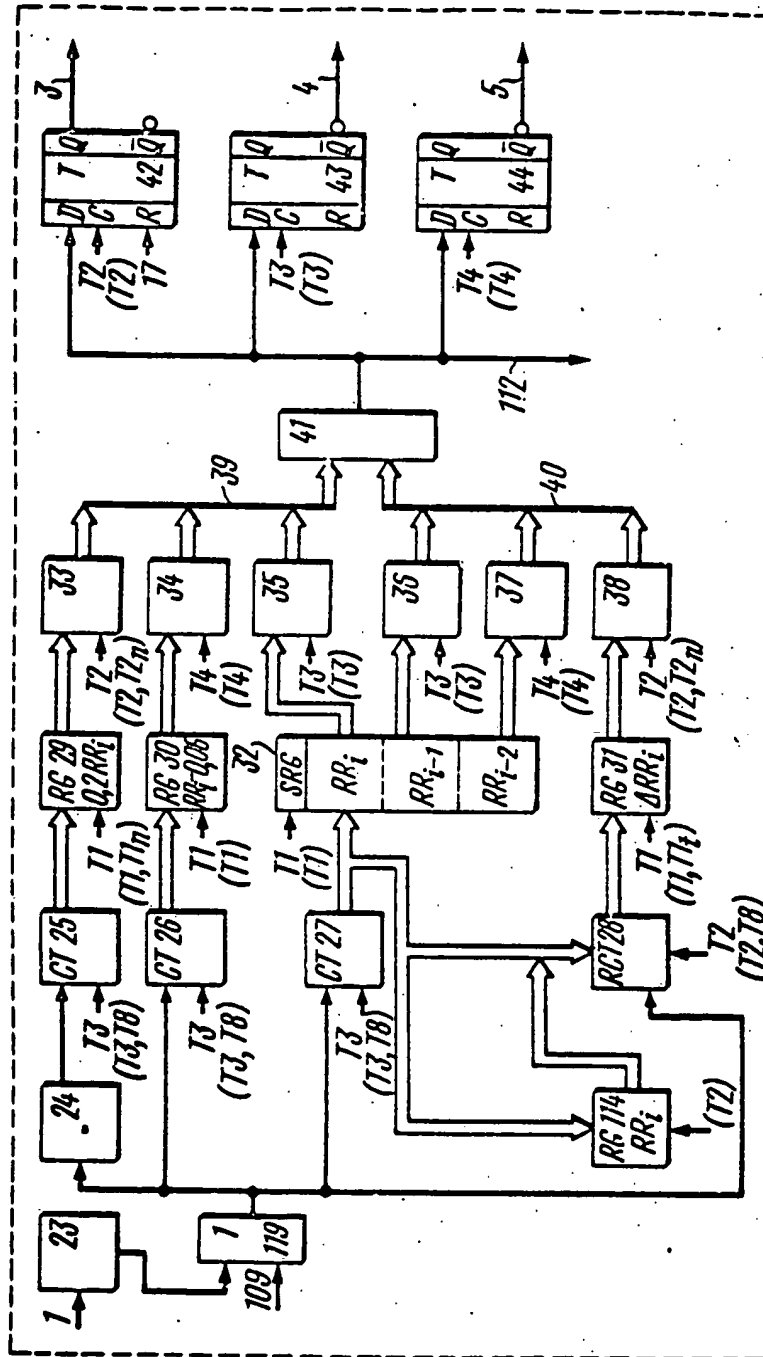 1
23
109
1
119
24
CT 25
T3
(T3, T8)
CT 26
T3
(T3, T8)
CT 27
T3
(T3, T8)
RG 114
RRi
(T2)
RGT 28
T2
(T2, T8)
RG 29
0,2RRi
T1
(T1, T1n)
RG 30
RRi-0,06
T1
(T1)
32
SRG
RRi
RRi-1
RRi-2
T1
(T1)
RG 31
ΔRRi
T1
(T1, T1t)
33
T2
(T2, T2n)
34
T4
(T4)
35
T3
(T3)
36
T3
(T3)
37
T4
(T4)
38
T2
(T2, T2n)
39
40
41
112
D
C
R
T
42
Q
Q̅
T2
(T2)
T7
3
D
C
R
T
43
Q
Q̅
T3
(T3)
4
D
C
R
T
44
Q
Q̅
T4
(T4)
5